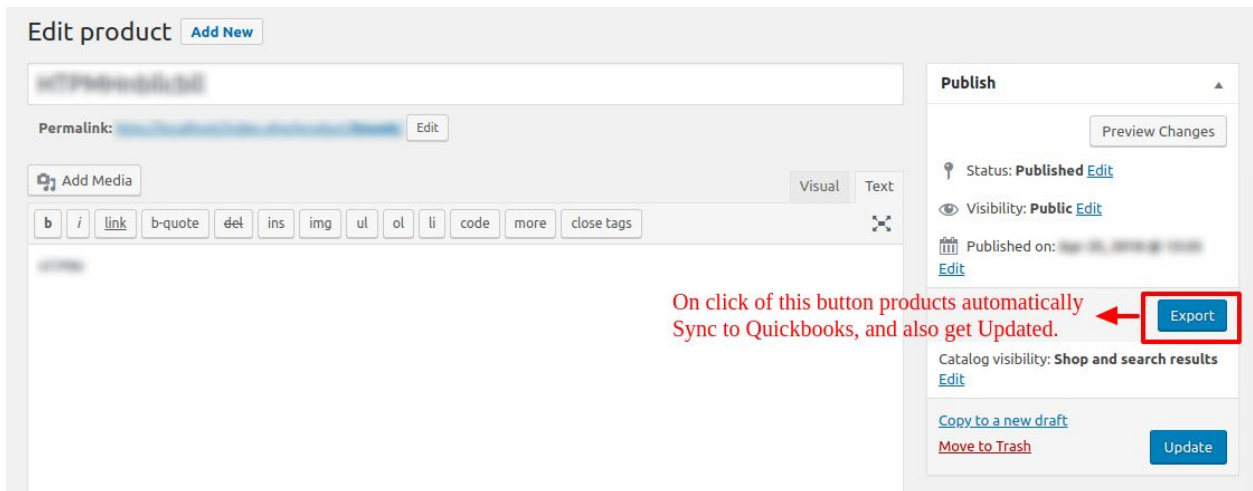 Edit product Add New
Publish
Permalink: Edit
Preview Changes
Add Media
Visual Text
Status: Published Edit
b i link b-quote del ins img ul ol li code more close tags
Visibility: Public Edit
Published on:
Edit
On click of this button products automatically
Sync to Quickbooks, and also get Updated.
Export
Catalog visibility: Shop and search results
Edit
Copy to a new draft
Move to Trash
Update